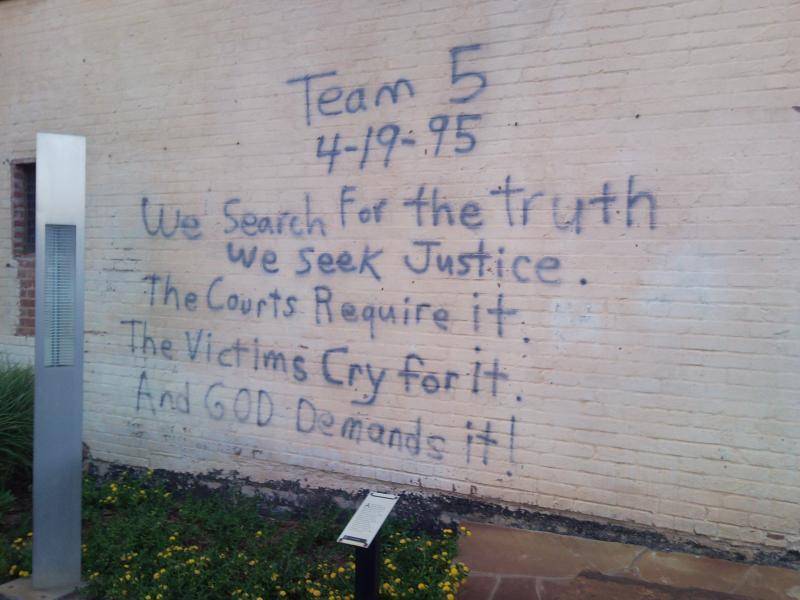 Team 5
4-19-95
We Search For the truth
We Seek Justice.
The Courts Require it.
The Victims Cry for it.
And GOD Demands it!